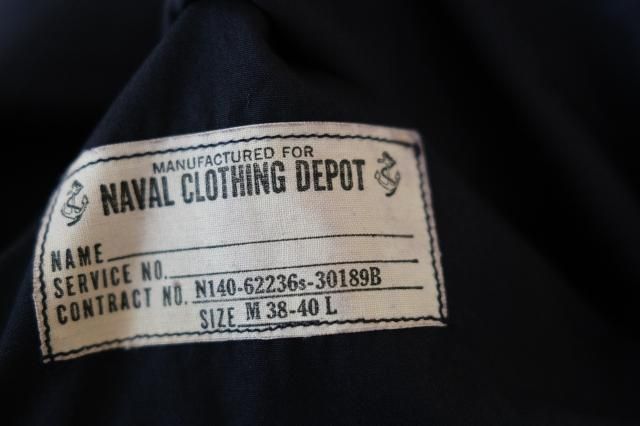 MANUFACTURED FOR
NAVAL CLOTHING DEPOT
NAME
SERVICE NO.
CONTRACT NO. N140-62236s-30189B
SIZE M 38-40 L